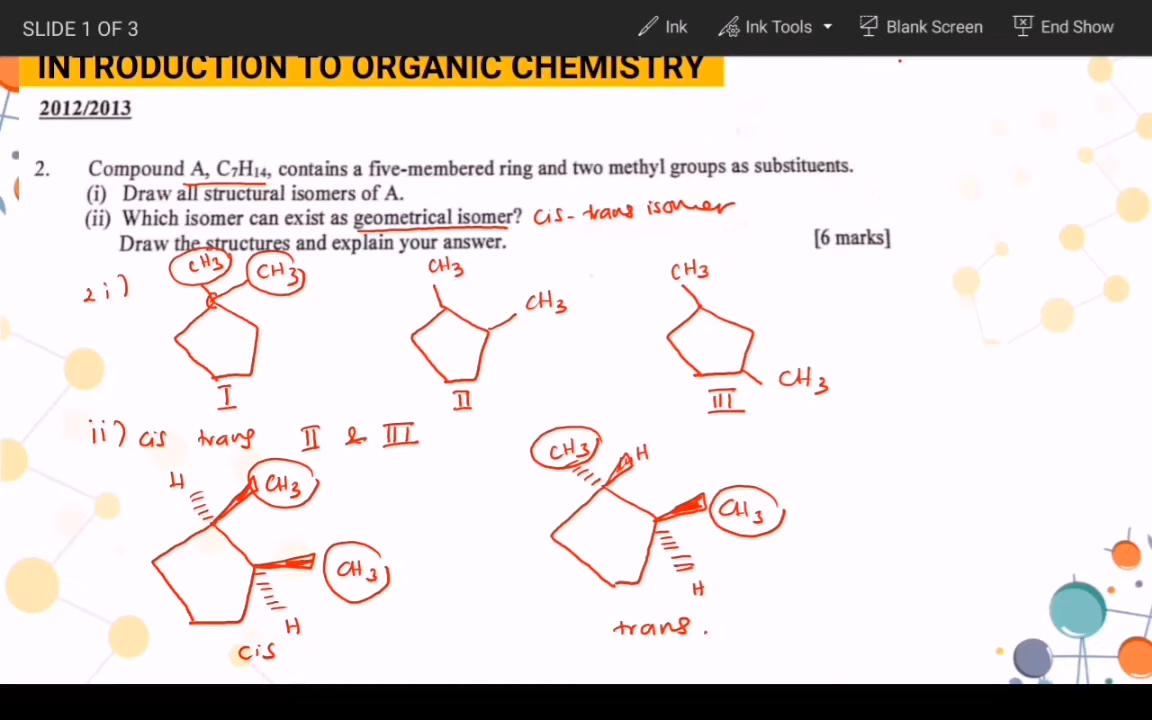 SLIDE 1 OF 3
Ink
Ink Tools
Blank Screen
End Show
INTRODUCTION TO ORGANIC CHEMISTRY
2012/2013
2. Compound A, C7H14, contains a five-membered ring and two methyl groups as substituents.
(i) Draw all structural isomers of A.
(ii) Which isomer can exist as geometrical isomer? cis-trans isomer
Draw the structures and explain your answer.
[6 marks]
2 i)
CH3 CH3
C
I
CH3
CH3
II
CH3
CH3
III
ii) cis trans II & III
H CH3
CH3
H
cis
CH3 H
CH3
H
trans.